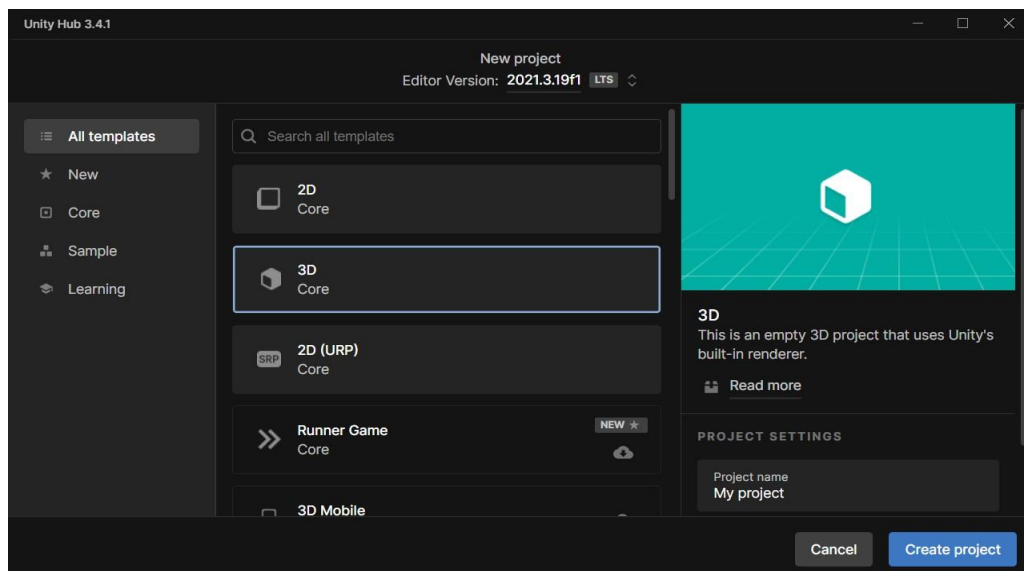 Unity Hub 3.4.1
New project
Editor Version: 2021.3.19f1 LTS
All templates
New
Core
Sample
Learning
Search all templates
2D
Core
3D
Core
SRP
2D (URP)
Core
Runner Game
Core
NEW
3D Mobile
3D
This is an empty 3D project that uses Unity's
built-in renderer.
Read more
PROJECT SETTINGS
Project name
My project
Cancel
Create project